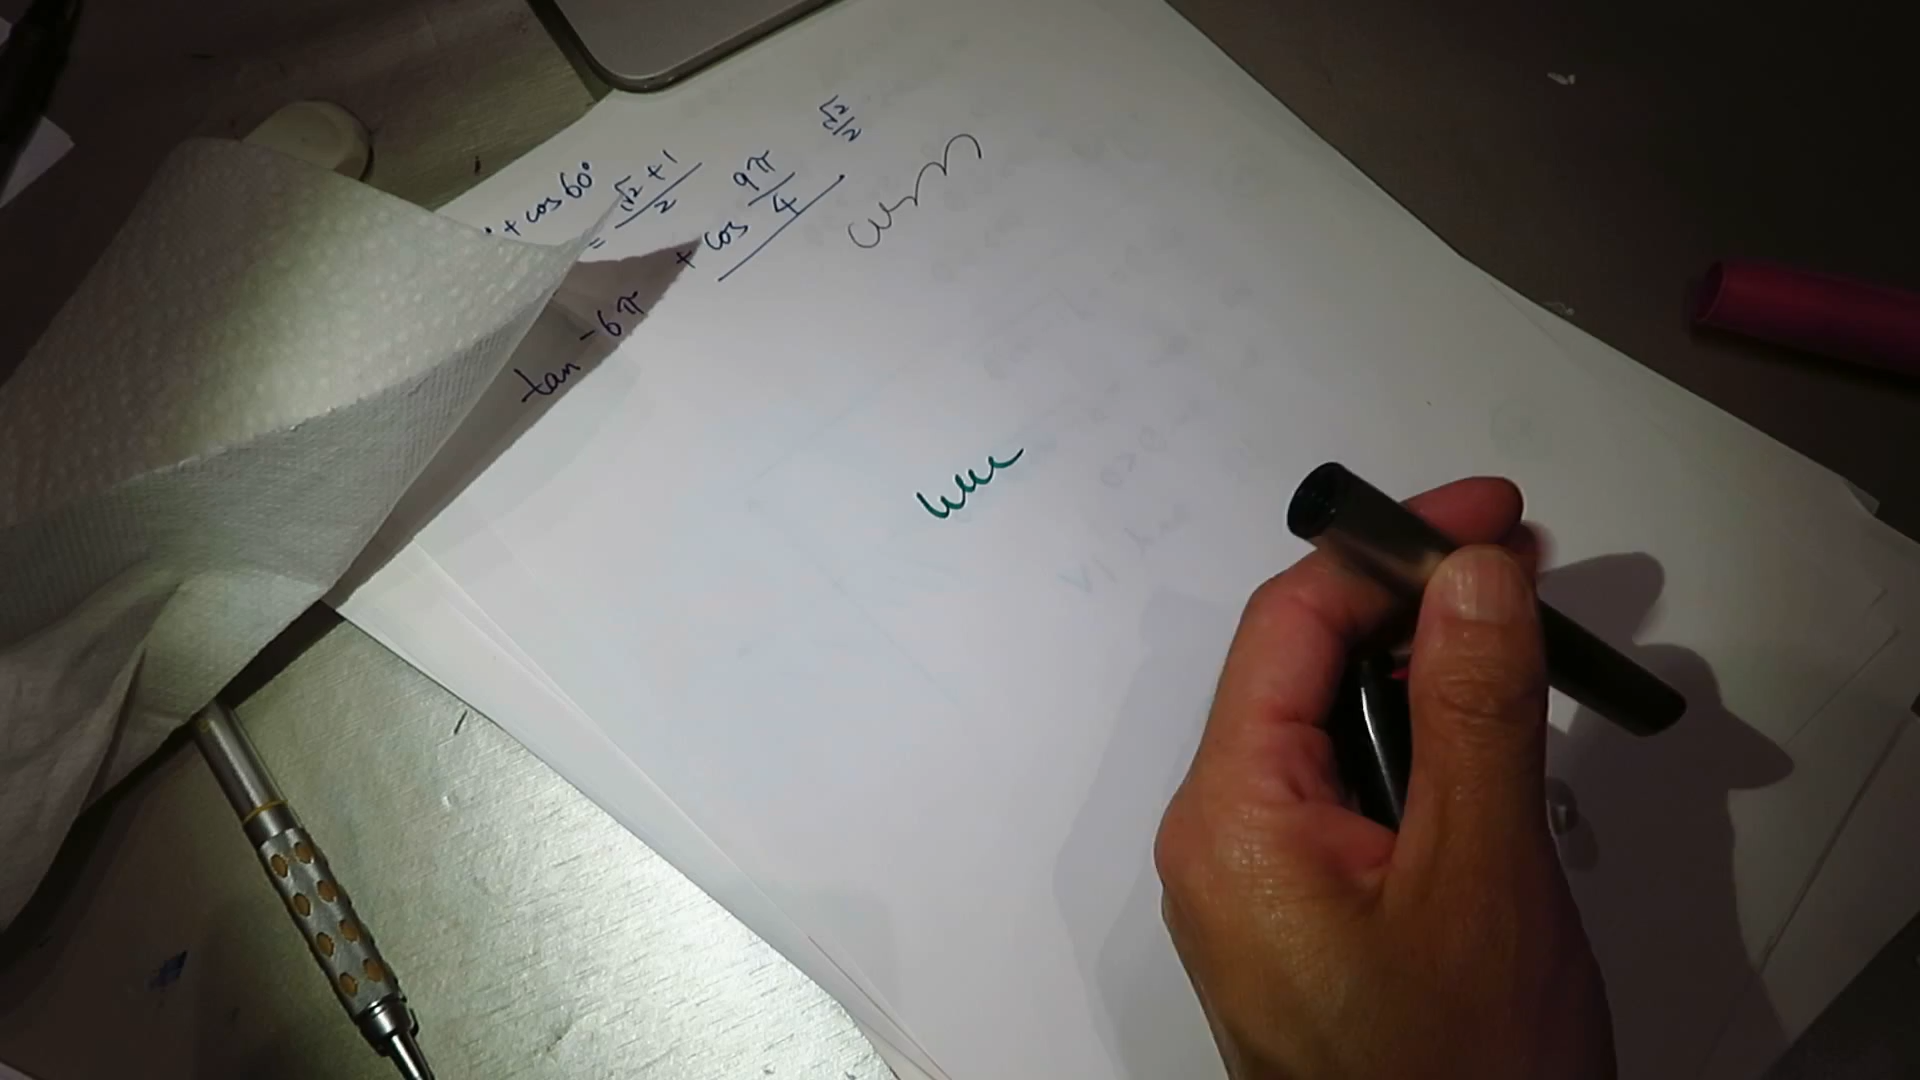 + cos 60°
= (√2 + 1)/2
tan -6π + cos 9π/4
√2/2